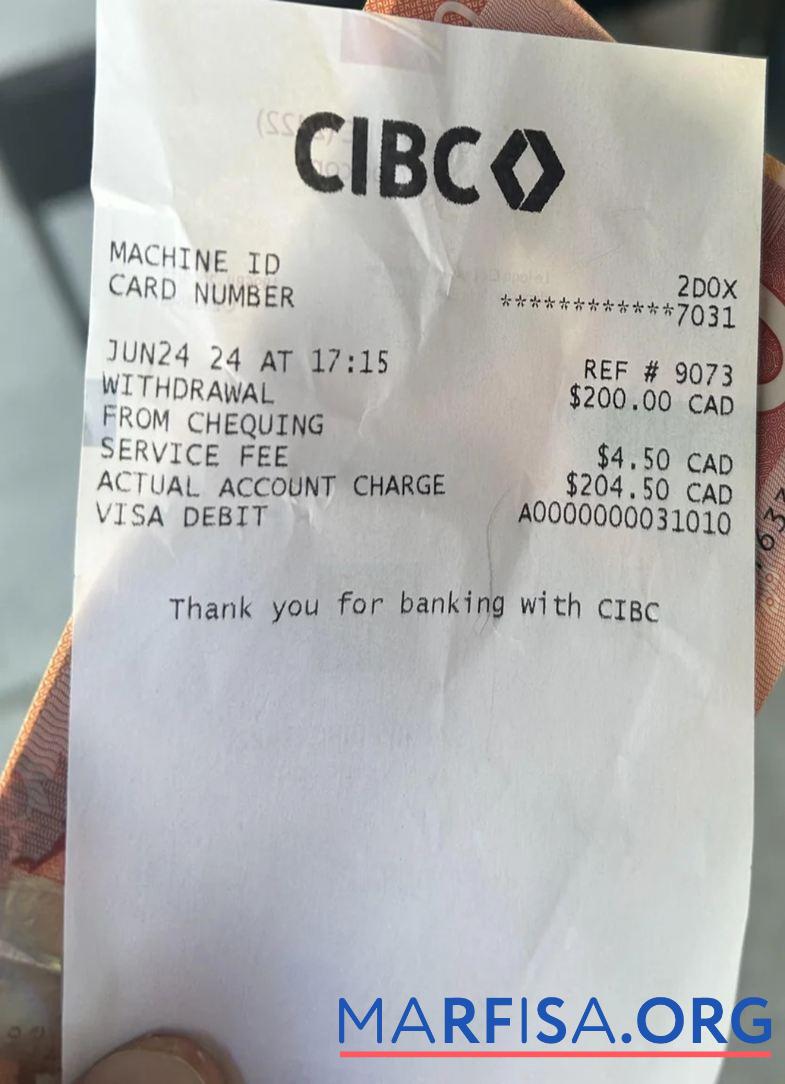 CIBC
MACHINE ID 2DOX
CARD NUMBER ************7031
JUN24 24 AT 17:15 REF # 9073
WITHDRAWAL $200.00 CAD
FROM CHEQUING
SERVICE FEE $4.50 CAD
ACTUAL ACCOUNT CHARGE $204.50 CAD
VISA DEBIT A0000000031010
Thank you for banking with CIBC
MARFISA.ORG